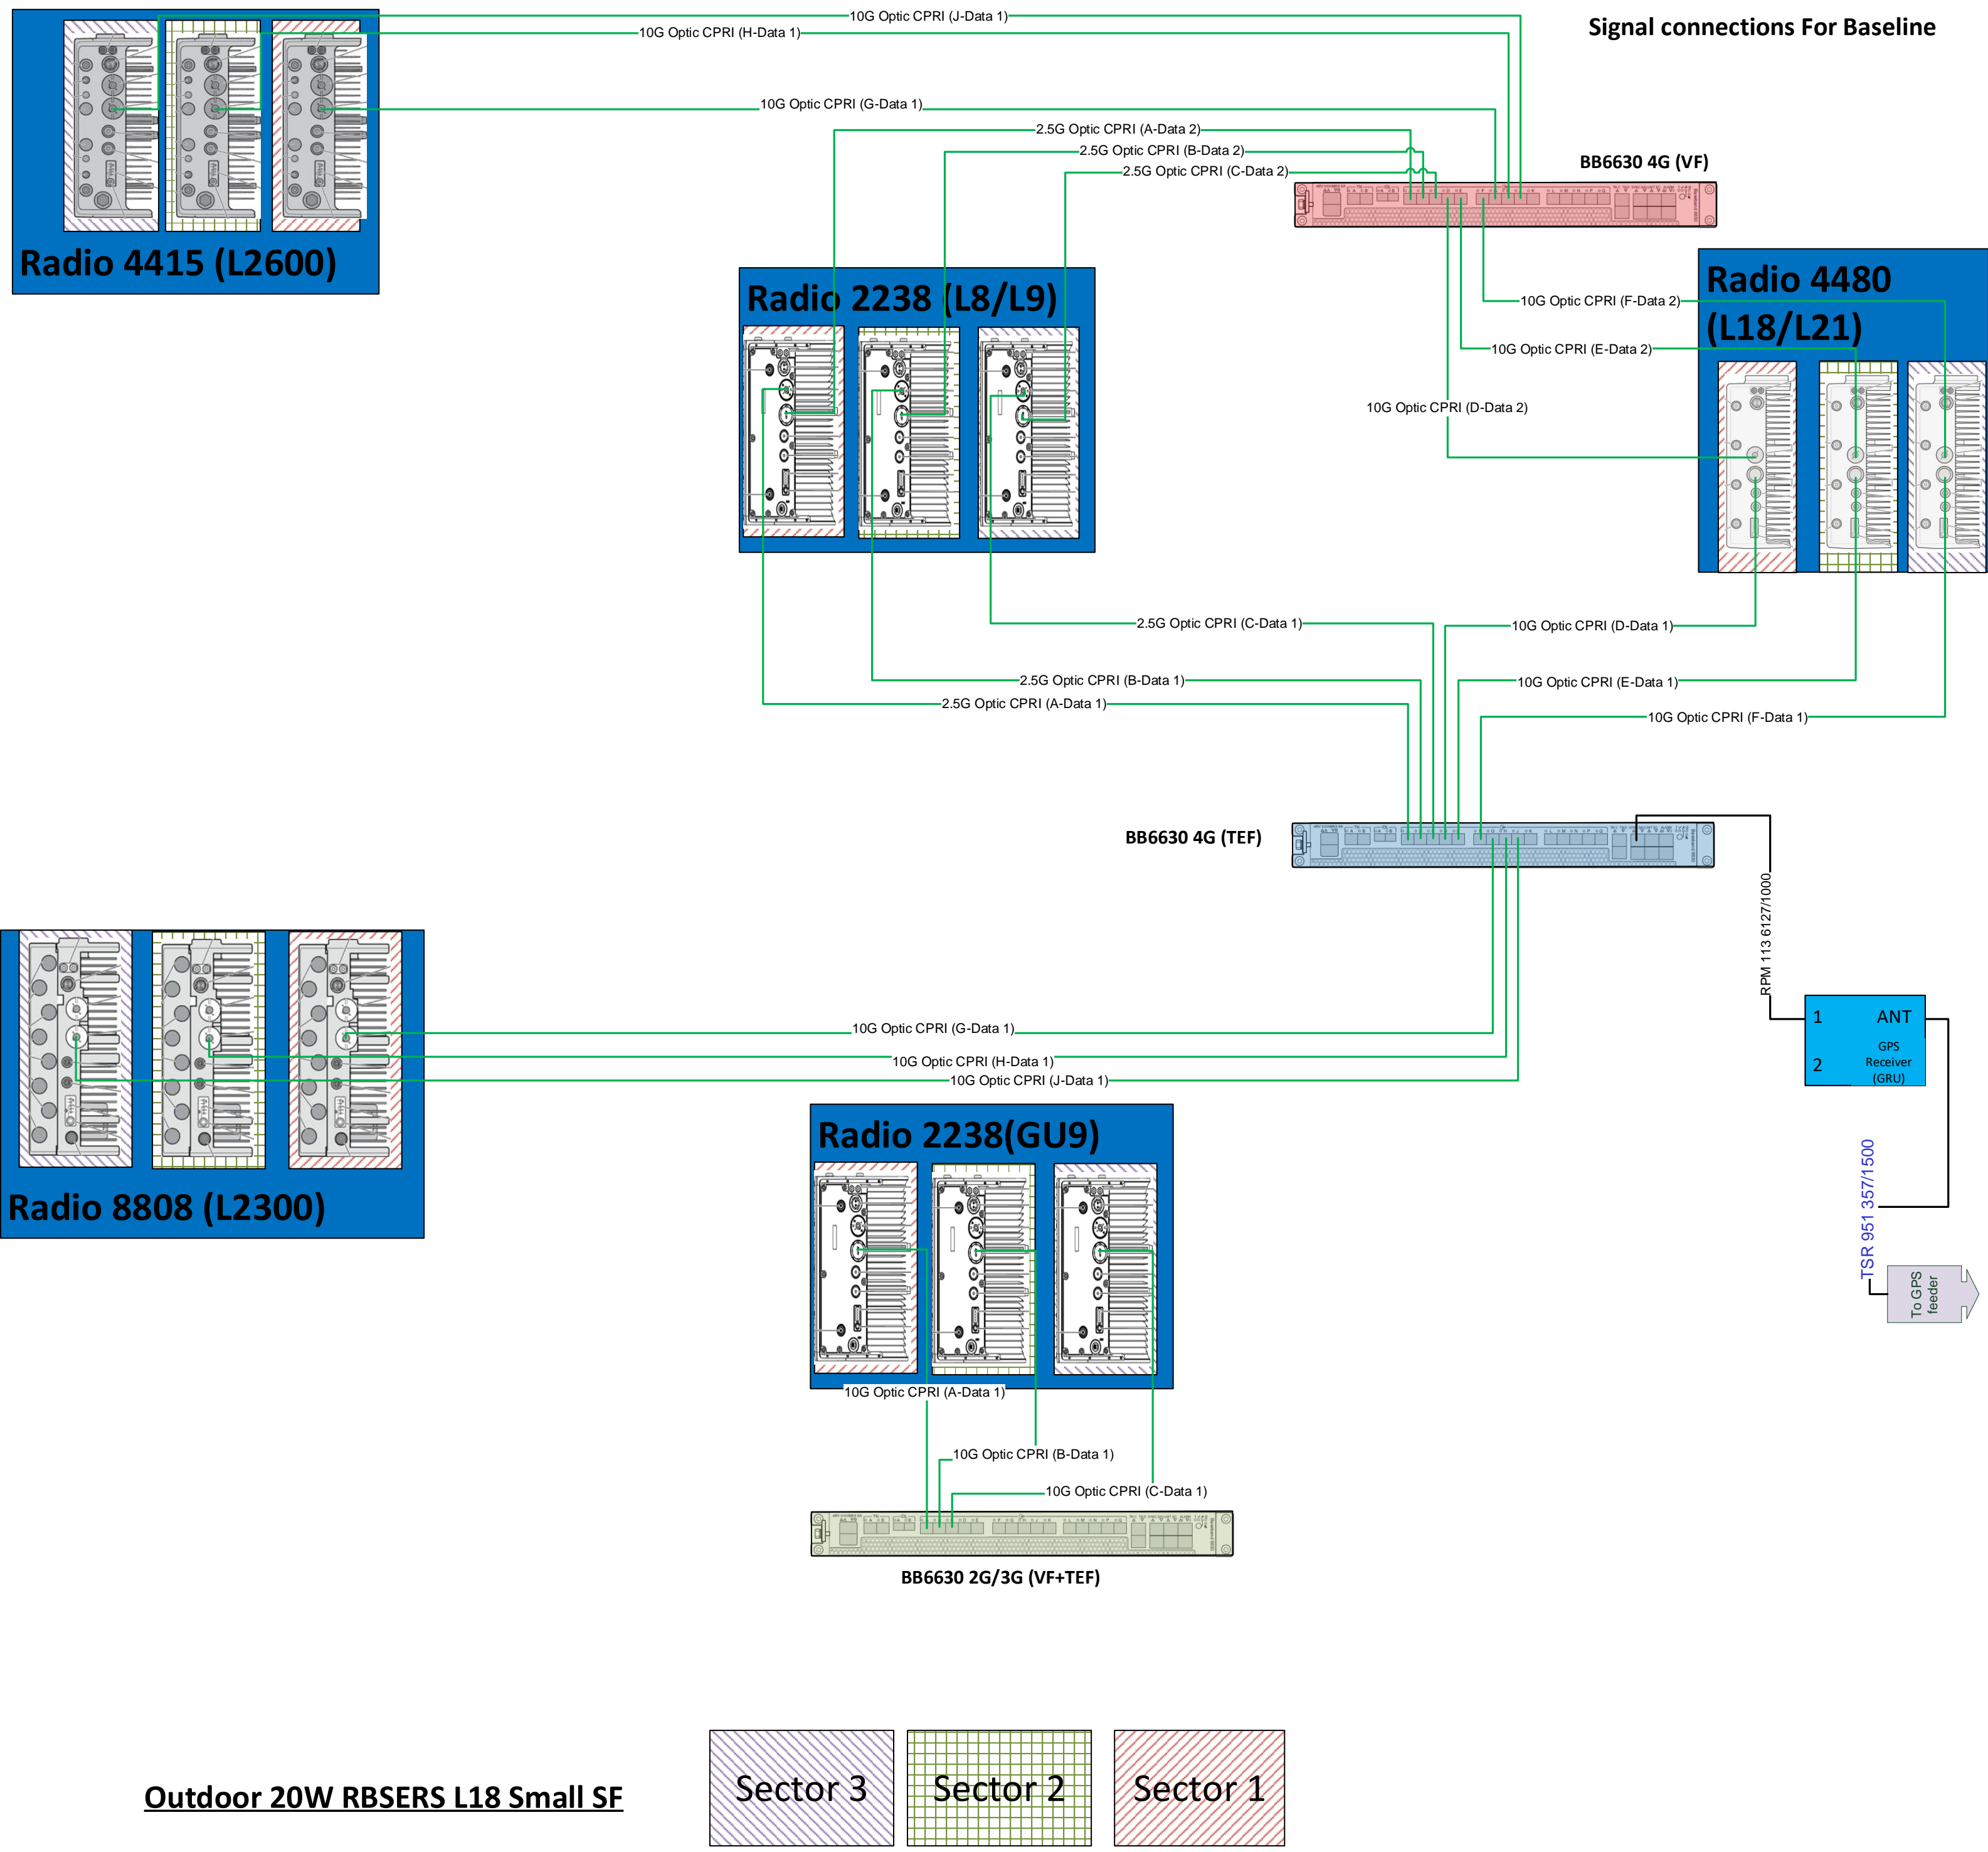 Signal connections For Baseline
10G Optic CPRI (J-Data 1)
10G Optic CPRI (H-Data 1)
10G Optic CPRI (G-Data 1)
2.5G Optic CPRI (A-Data 2)
2.5G Optic CPRI (B-Data 2)
2.5G Optic CPRI (C-Data 2)
BB6630 4G (VF)
Radio 4415 (L2600)
Radio 2238 (L8/L9)
Radio 4480
(L18/L21)
10G Optic CPRI (F-Data 2)
10G Optic CPRI (E-Data 2)
10G Optic CPRI (D-Data 2)
2.5G Optic CPRI (C-Data 1)
10G Optic CPRI (D-Data 1)
2.5G Optic CPRI (B-Data 1)
10G Optic CPRI (E-Data 1)
2.5G Optic CPRI (A-Data 1)
10G Optic CPRI (F-Data 1)
BB6630 4G (TEF)
RPM 113 6127/1000
1 ANT
GPS
Receiver
(GRU)
2
10G Optic CPRI (G-Data 1)
10G Optic CPRI (H-Data 1)
10G Optic CPRI (J-Data 1)
Radio 8808 (L2300)
Radio 2238(GU9)
TSR 951 357/1500
To GPS
feeder
10G Optic CPRI (A-Data 1)
10G Optic CPRI (B-Data 1)
10G Optic CPRI (C-Data 1)
BB6630 2G/3G (VF+TEF)
Outdoor 20W RBSERS L18 Small SF
Sector 3
Sector 2
Sector 1